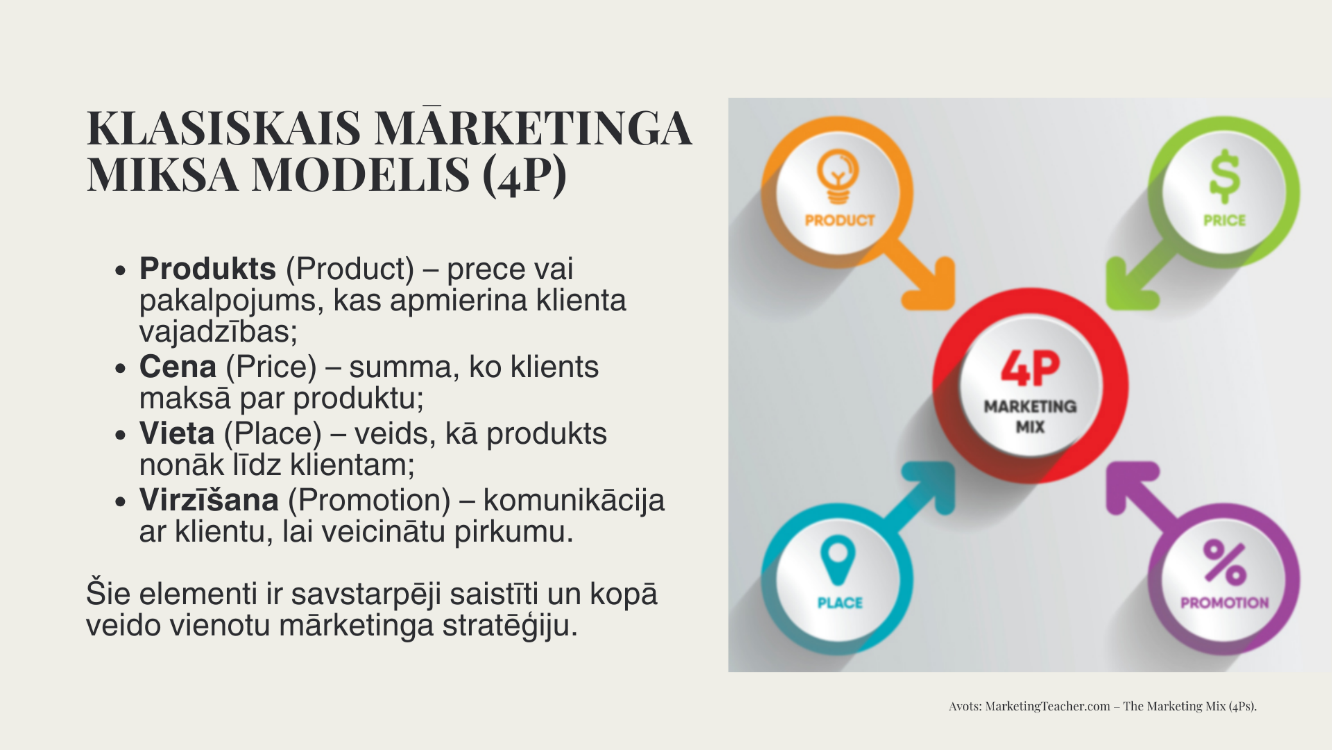 KLASISKAIS MĀRKETINGA
MIKSA MODELIS (4P)
• Produkts (Product) – prece vai
pakalpojums, kas apmierina klienta
vajadzības;
• Cena (Price) – summa, ko klients
maksā par produktu;
• Vieta (Place) – veids, kā produkts
nonāk līdz klientam;
• Virzīšana (Promotion) – komunikācija
ar klientu, lai veicinātu pirkumu.
Šie elementi ir savstarpēji saistīti un kopā
veido vienotu mārketinga stratēģiju.
PRODUCT
$
PRICE
4P
MARKETING
MIX
PLACE
%
PROMOTION
Avots: MarketingTeacher.com – The Marketing Mix (4Ps).